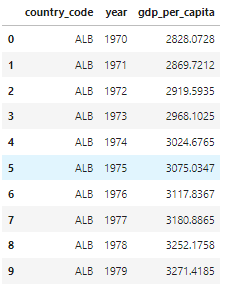 country_code year gdp_per_capita
0 ALB 1970 2828.0728
1 ALB 1971 2869.7212
2 ALB 1972 2919.5935
3 ALB 1973 2968.1025
4 ALB 1974 3024.6765
5 ALB 1975 3075.0347
6 ALB 1976 3117.8367
7 ALB 1977 3180.8865
8 ALB 1978 3252.1758
9 ALB 1979 3271.4185